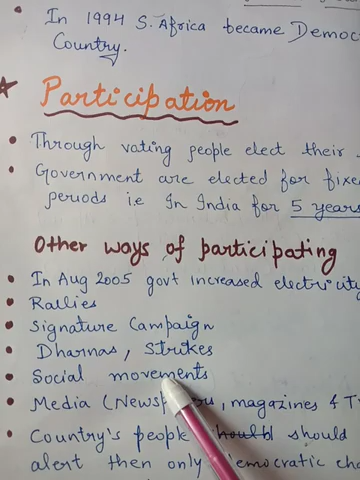 In 1994 S. Africa became Democ
Country.
Participation
Through voting people elect their
Government are elected for fixe
periods i.e In India for 5 years
Other ways of participating
In Aug 2005 govt increased electricity
Rallies
Signature Campaign
Dharnas, Strikes
Social movements
Media (News , magazines & T
Country's people should should
alert then only democratic cha